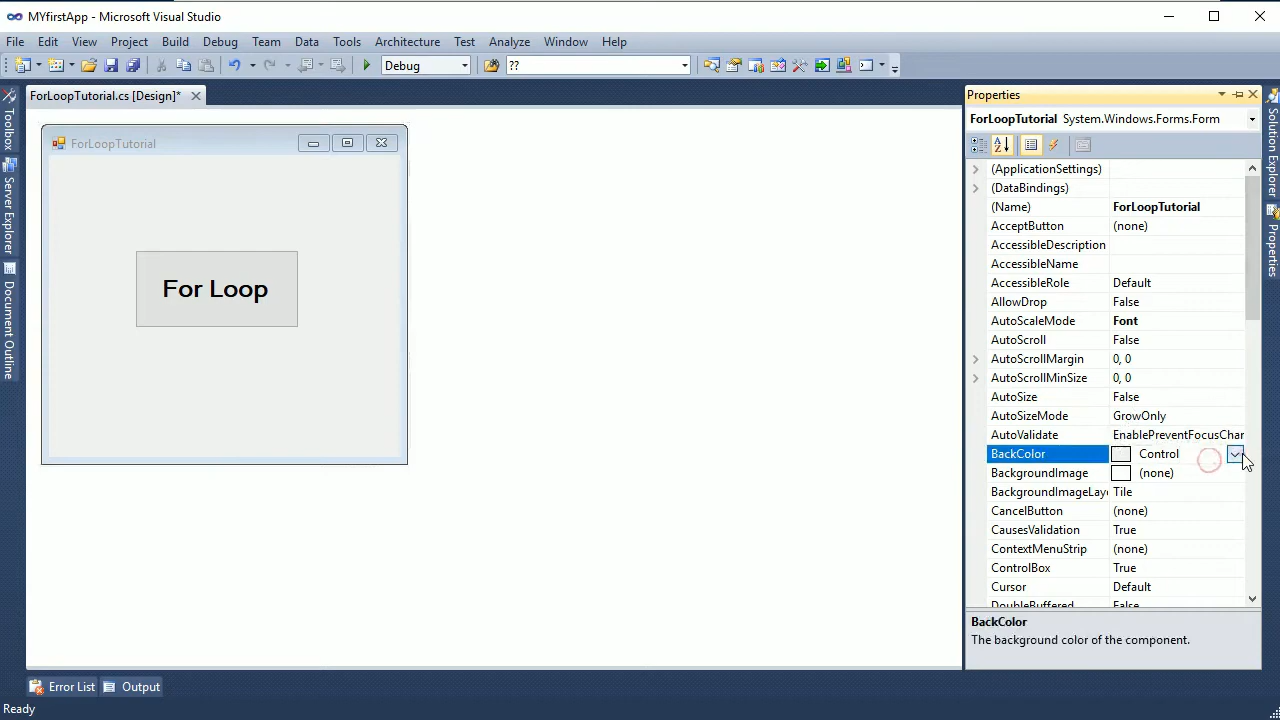 MYfirstApp - Microsoft Visual Studio
File Edit View Project Build Debug Team Data Tools Architecture Test Analyze Window Help
Debug ??
ForLoopTutorial.cs [Design]*
Toolbox
Server Explorer
Document Outline
ForLoopTutorial
For Loop
Properties
ForLoopTutorial System.Windows.Forms.Form
(ApplicationSettings)
(DataBindings)
(Name) ForLoopTutorial
AcceptButton (none)
AccessibleDescription
AccessibleName
AccessibleRole Default
AllowDrop False
AutoScaleMode Font
AutoScroll False
AutoScrollMargin 0, 0
AutoScrollMinSize 0, 0
AutoSize False
AutoSizeMode GrowOnly
AutoValidate EnablePreventFocusChar
BackColor Control
BackgroundImage (none)
BackgroundImageLayc Tile
CancelButton (none)
CausesValidation True
ContextMenuStrip (none)
ControlBox True
Cursor Default
DoubleBuffered False
BackColor
The background color of the component.
Solution Explorer
Properties
Error List Output
Ready